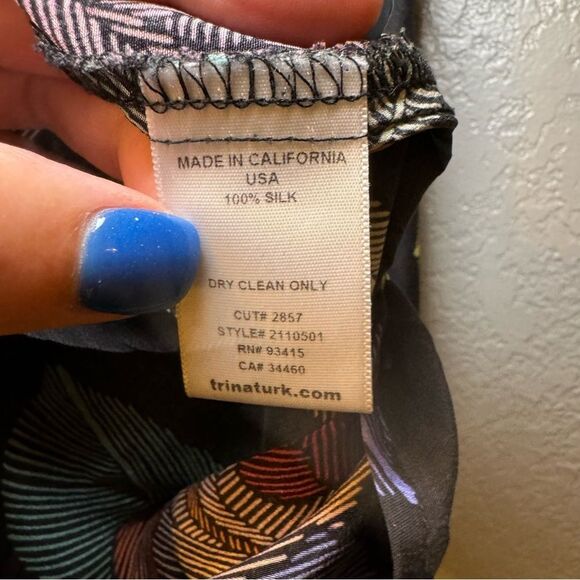 MADE IN CALIFORNIA
USA
100% SILK
DRY CLEAN ONLY
CUT# 2857
STYLE# 2110501
RN# 93415
CA# 34460
trinaturk.com